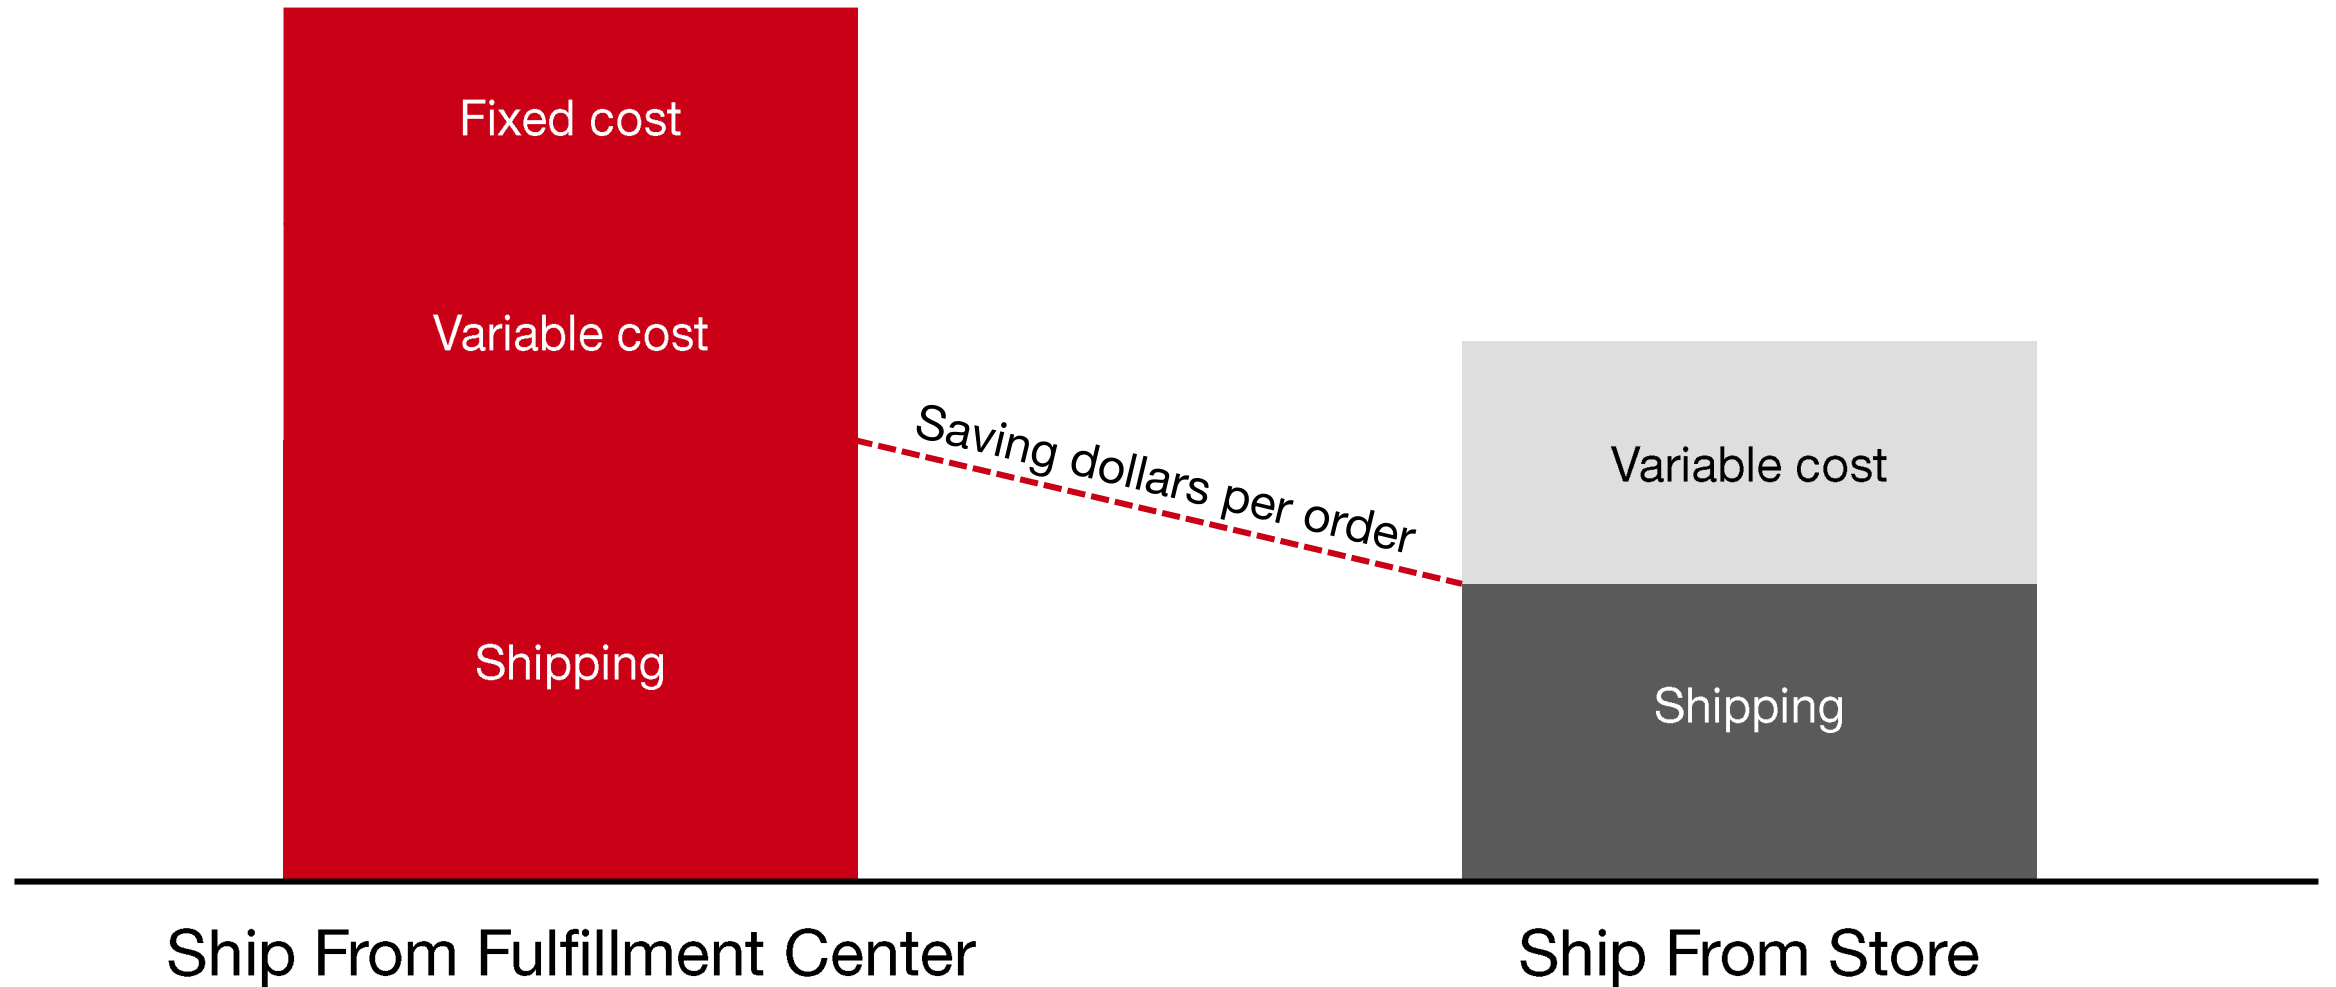 Fixed cost
Variable cost
Shipping
Saving dollars per order
Variable cost
Shipping
Ship From Fulfillment Center
Ship From Store